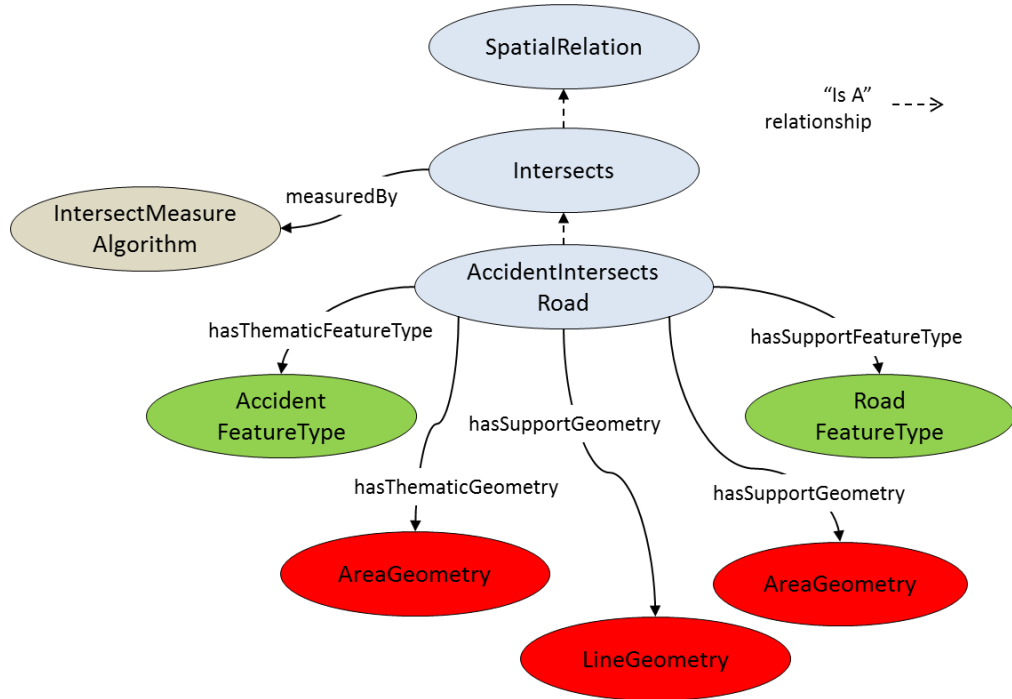 SpatialRelation
“Is A”
relationship
Intersects
measuredBy
IntersectMeasure
Algorithm
AccidentIntersects
Road
hasThematicFeatureType
hasSupportFeatureType
Accident
FeatureType
hasSupportGeometry
Road
FeatureType
hasThematicGeometry
hasSupportGeometry
AreaGeometry
AreaGeometry
LineGeometry